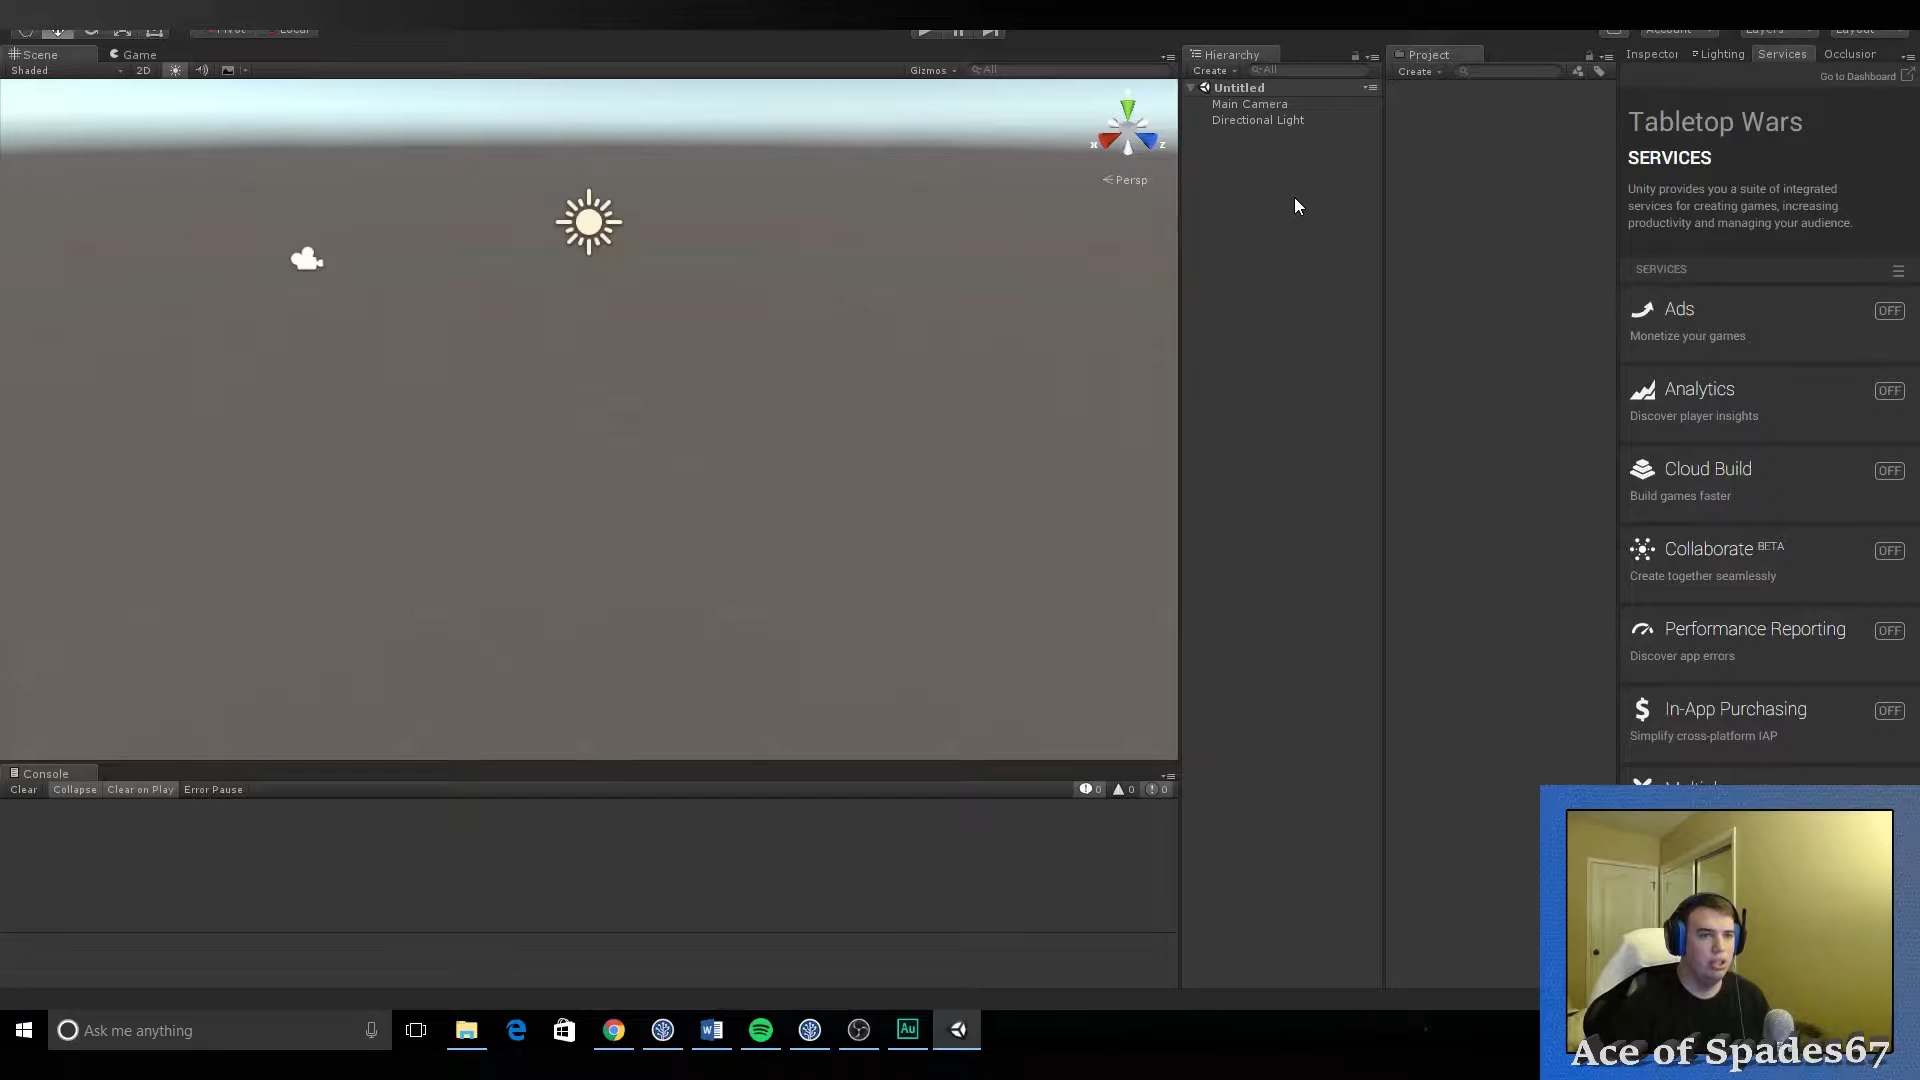 Pivot Local Account Layers Layout
Scene Game Hierarchy Project Inspector Lighting Services Occlusion
Shaded 2D Gizmos All Create All Create Go to Dashboard
Untitled
Main Camera
Directional Light
x z
Persp
Tabletop Wars
SERVICES
Unity provides you a suite of integrated
services for creating games, increasing
productivity and managing your audience.
SERVICES
Ads OFF
Monetize your games
Analytics OFF
Discover player insights
Cloud Build OFF
Build games faster
Collaborate BETA OFF
Create together seamlessly
Performance Reporting OFF
Discover app errors
In-App Purchasing OFF
Simplify cross-platform IAP
Console
Clear Collapse Clear on Play Error Pause 0 0 0
Ask me anything Au
Ace of Spades67